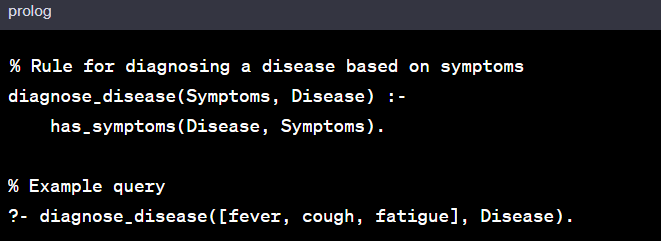 prolog
% Rule for diagnosing a disease based on symptoms
diagnose_disease(Symptoms, Disease) :-
    has_symptoms(Disease, Symptoms).
% Example query
?- diagnose_disease([fever, cough, fatigue], Disease).